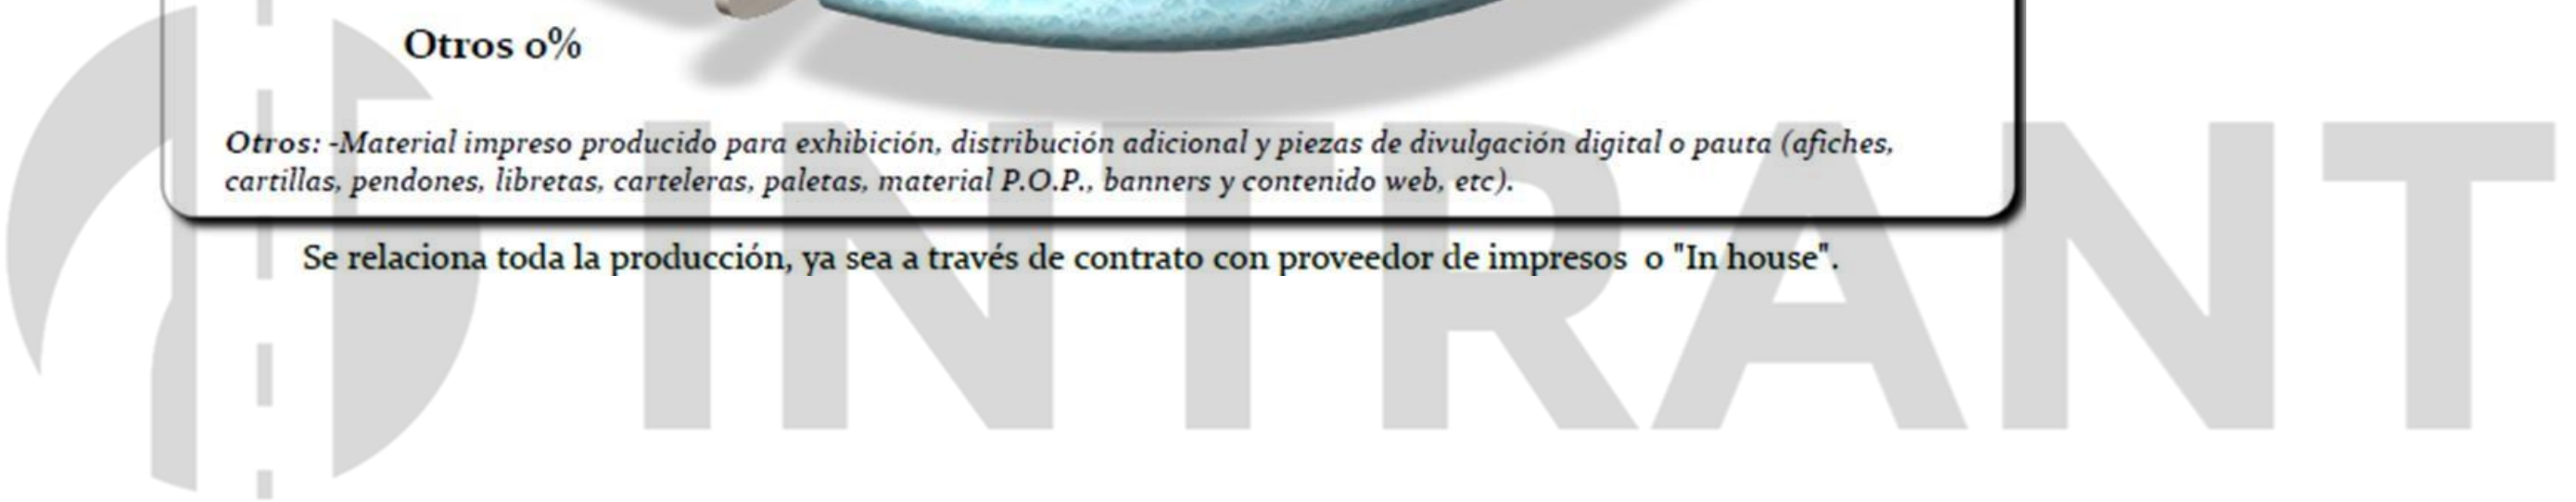 Otros 0%
Otros: -Material impreso producido para exhibición, distribución adicional y piezas de divulgación digital o pauta (afiches,
cartillas, pendones, libretas, carteleras, paletas, material P.O.P., banners y contenido web, etc).
Se relaciona toda la producción, ya sea a través de contrato con proveedor de impresos  o "In house".
INTRANT